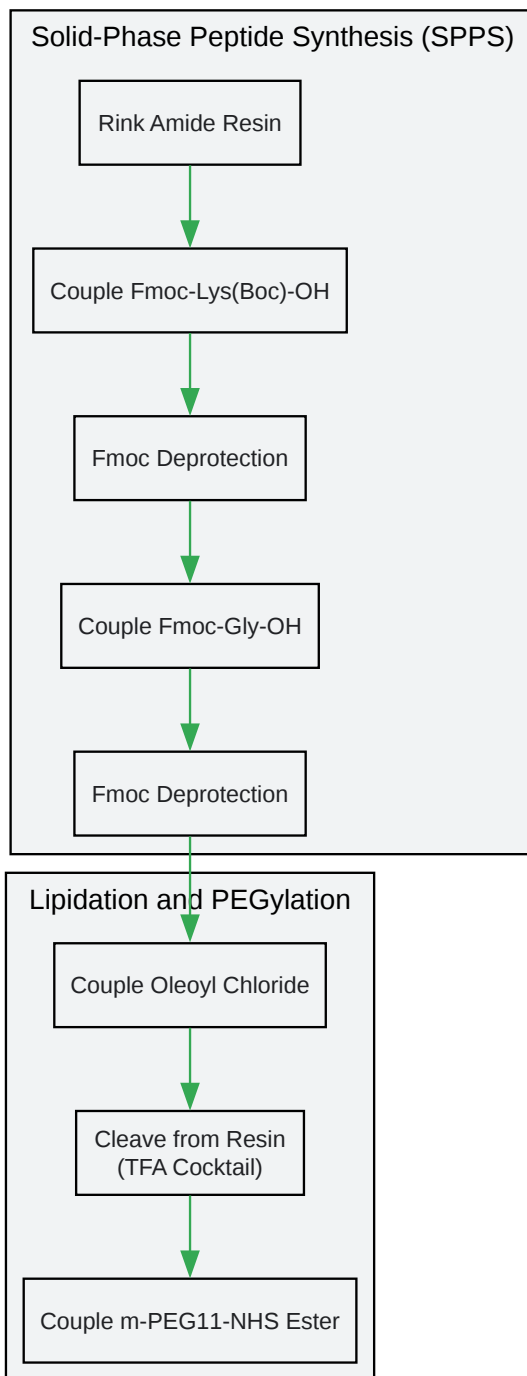 Solid-Phase Peptide Synthesis (SPPS)
Rink Amide Resin
Couple Fmoc-Lys(Boc)-OH
Fmoc Deprotection
Couple Fmoc-Gly-OH
Fmoc Deprotection
Lipidation and PEGylation
Couple Oleoyl Chloride
Cleave from Resin
(TFA Cocktail)
Couple m-PEG11-NHS Ester